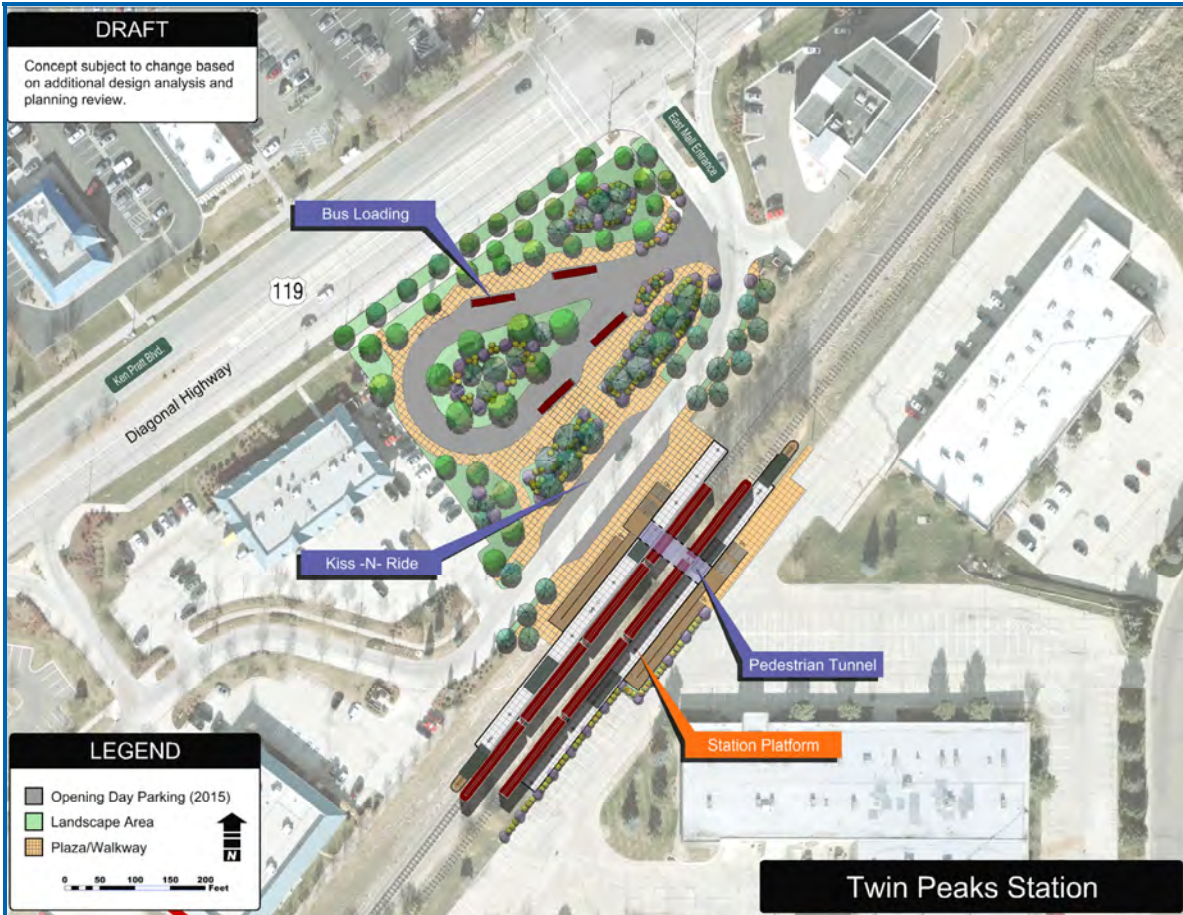 DRAFT
Concept subject to change based
on additional design analysis and
planning review.
East Mall Entrance
Bus Loading
119
Ken Pratt Blvd.
Diagonal Highway
Kiss -N- Ride
Pedestrian Tunnel
Station Platform
LEGEND
Opening Day Parking (2015)
Landscape Area
Plaza/Walkway
N
0 50 100 150 200
Feet
Twin Peaks Station